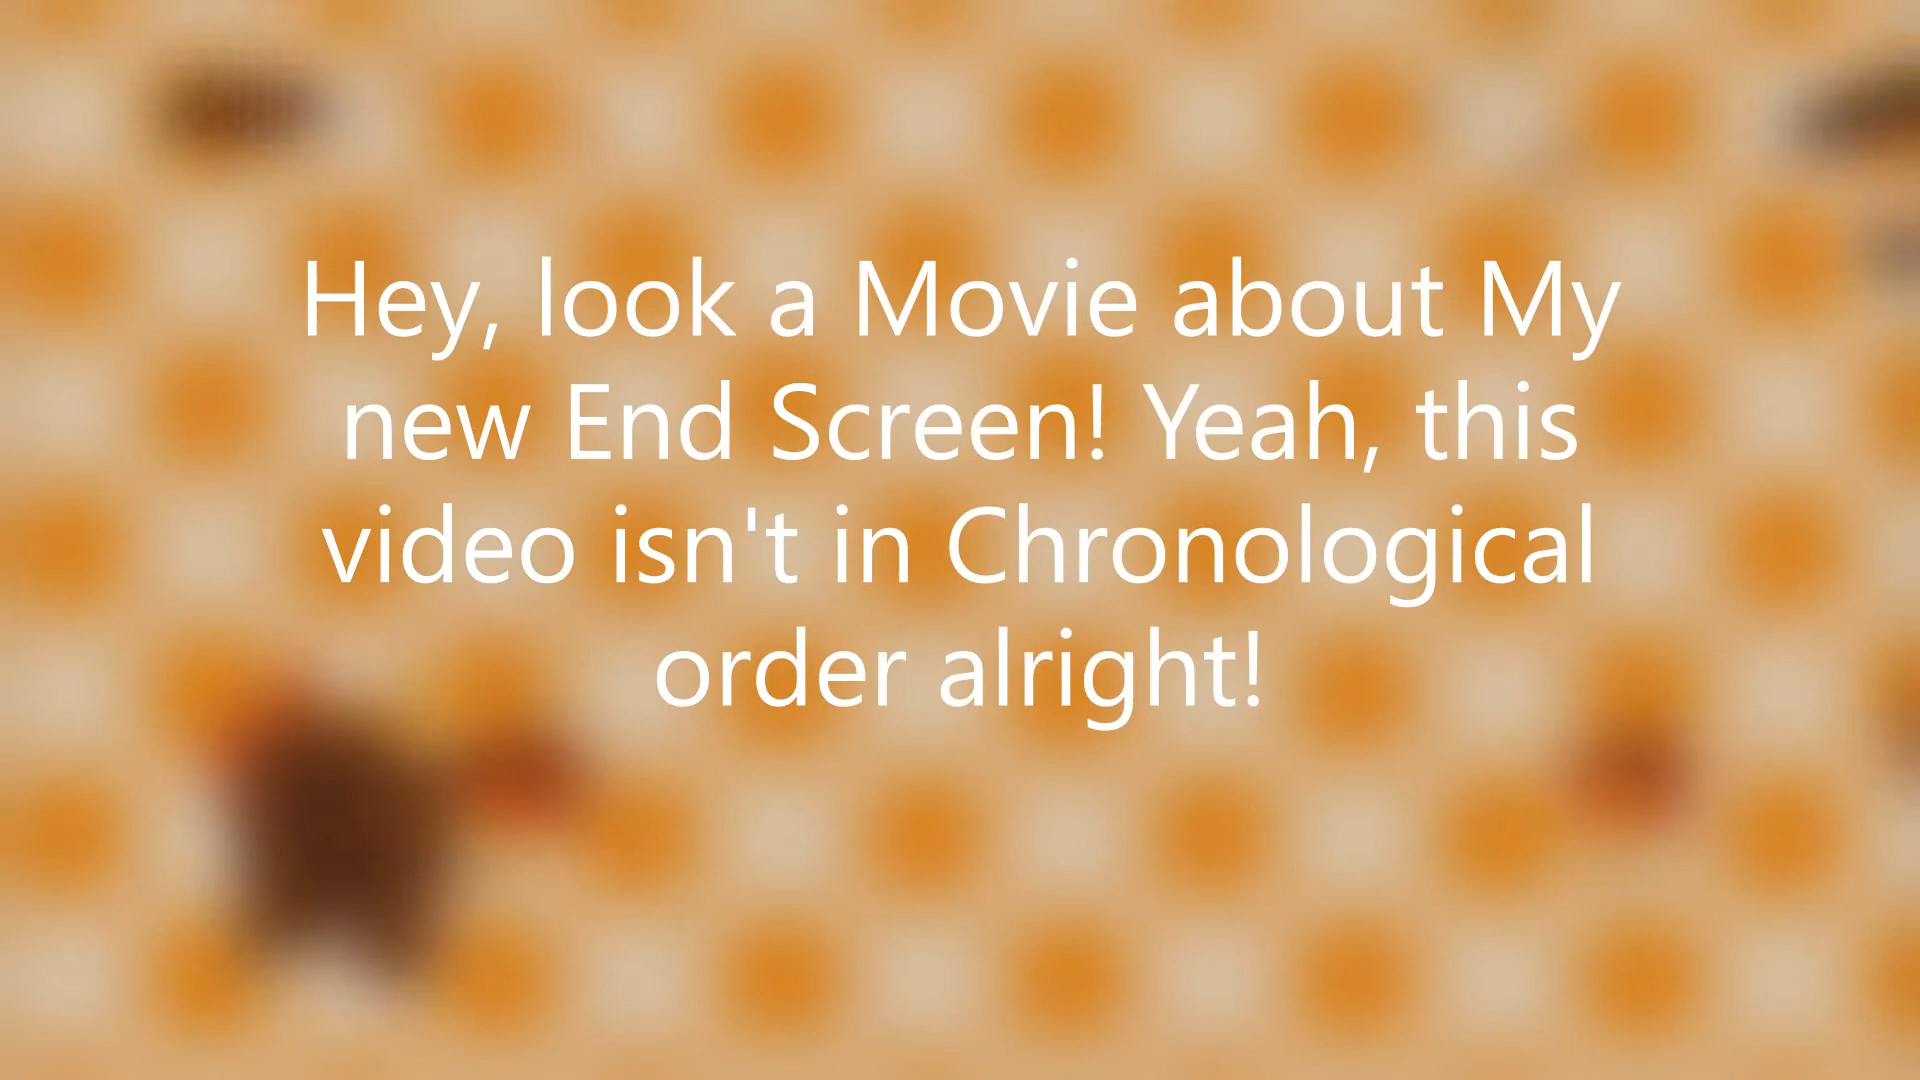 Hey, look a Movie about My
new End Screen! Yeah, this
video isn't in Chronological
order alright!